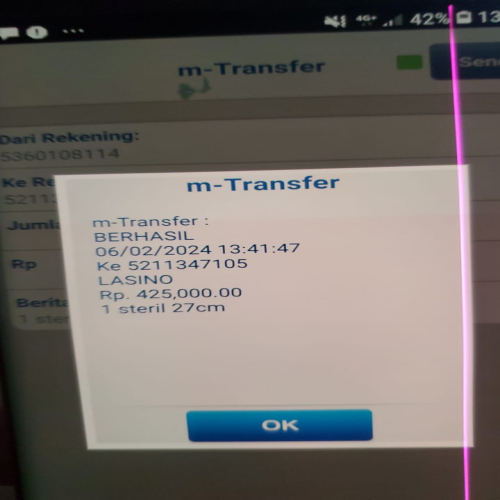 4G+ 42% 13
m-Transfer
Send
Dari Rekening:
5360108114
Ke Re
5211
Jumla
Rp
Berita
1 ster
m-Transfer
m-Transfer :
BERHASIL
06/02/2024 13:41:47
Ke 5211347105
LASINO
Rp. 425,000.00
1 steril 27cm
OK